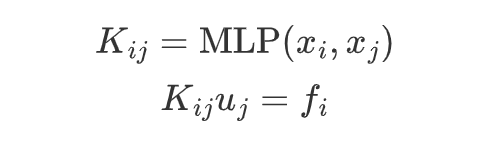 K_{ij} = MLP(x_i, x_j)
K_{ij}u_j = f_i